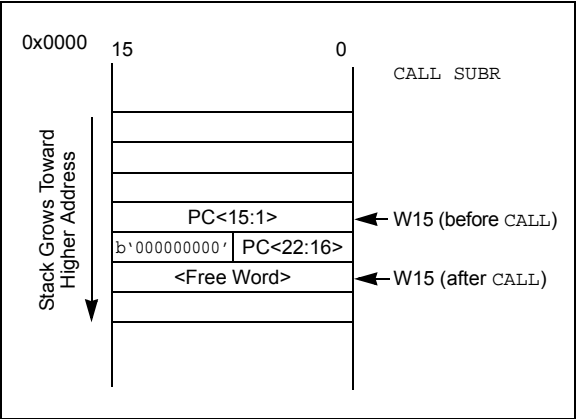 0x0000
15 0
CALL SUBR
Stack Grows Toward
Higher Address
PC<15:1>
W15 (before CALL)
b‘000000000’ PC<22:16>
<Free Word>
W15 (after CALL)